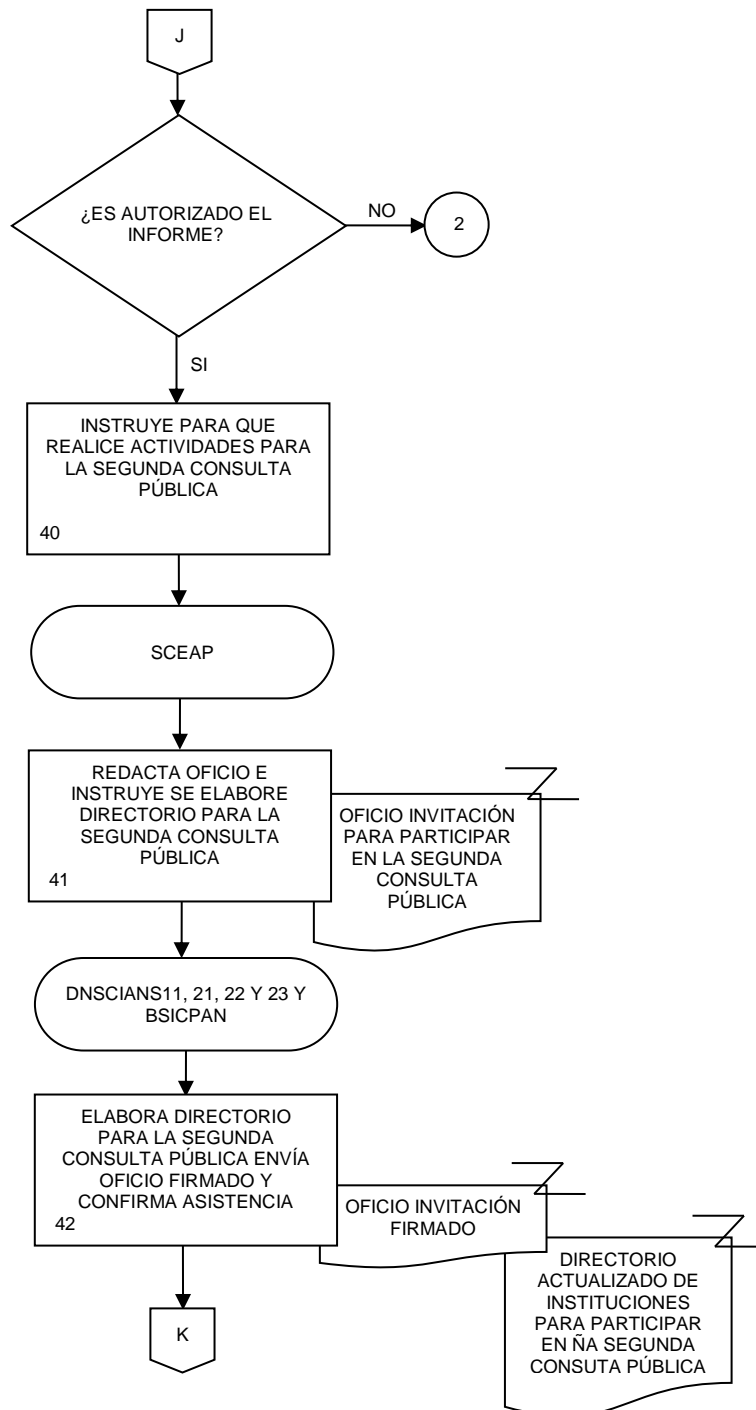 J
¿ES AUTORIZADO EL
INFORME?
NO
2
SI
INSTRUYE PARA QUE
REALICE ACTIVIDADES PARA
LA SEGUNDA CONSULTA
PÚBLICA
40
SCEAP
REDACTA OFICIO E
INSTRUYE SE ELABORE
DIRECTORIO PARA LA
SEGUNDA CONSULTA
PÚBLICA
41
OFICIO INVITACIÓN
PARA PARTICIPAR
EN LA SEGUNDA
CONSULTA
PÚBLICA
DNSCIANS11, 21, 22 Y 23 Y
BSICPAN
ELABORA DIRECTORIO
PARA LA SEGUNDA
CONSULTA PÚBLICA ENVÍA
OFICIO FIRMADO Y
CONFIRMA ASISTENCIA
42
OFICIO INVITACIÓN
FIRMADO
DIRECTORIO
ACTUALIZADO DE
INSTITUCIONES
PARA PARTICIPAR
EN ÑA SEGUNDA
CONSUTA PÚBLICA
K